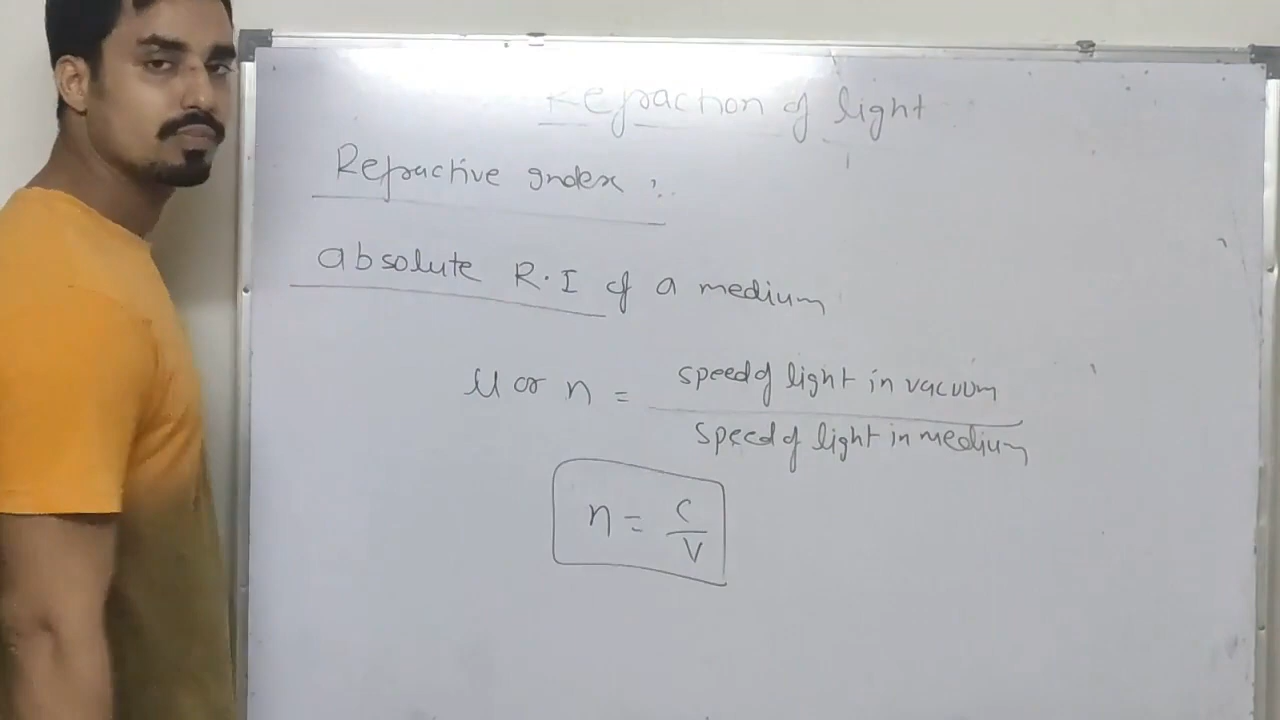 Refraction of light
Refractive Index :
absolute R.I of a medium
μ or n = speed of light in vacuum
speed of light in medium
n = c
v